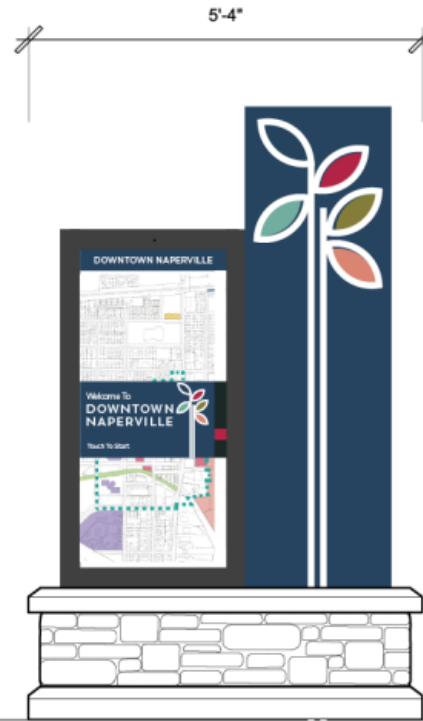 5'-4"
DOWNTOWN NAPERVILLE
Welcome To
DOWNTOWN
NAPERVILLE
Touch To Start